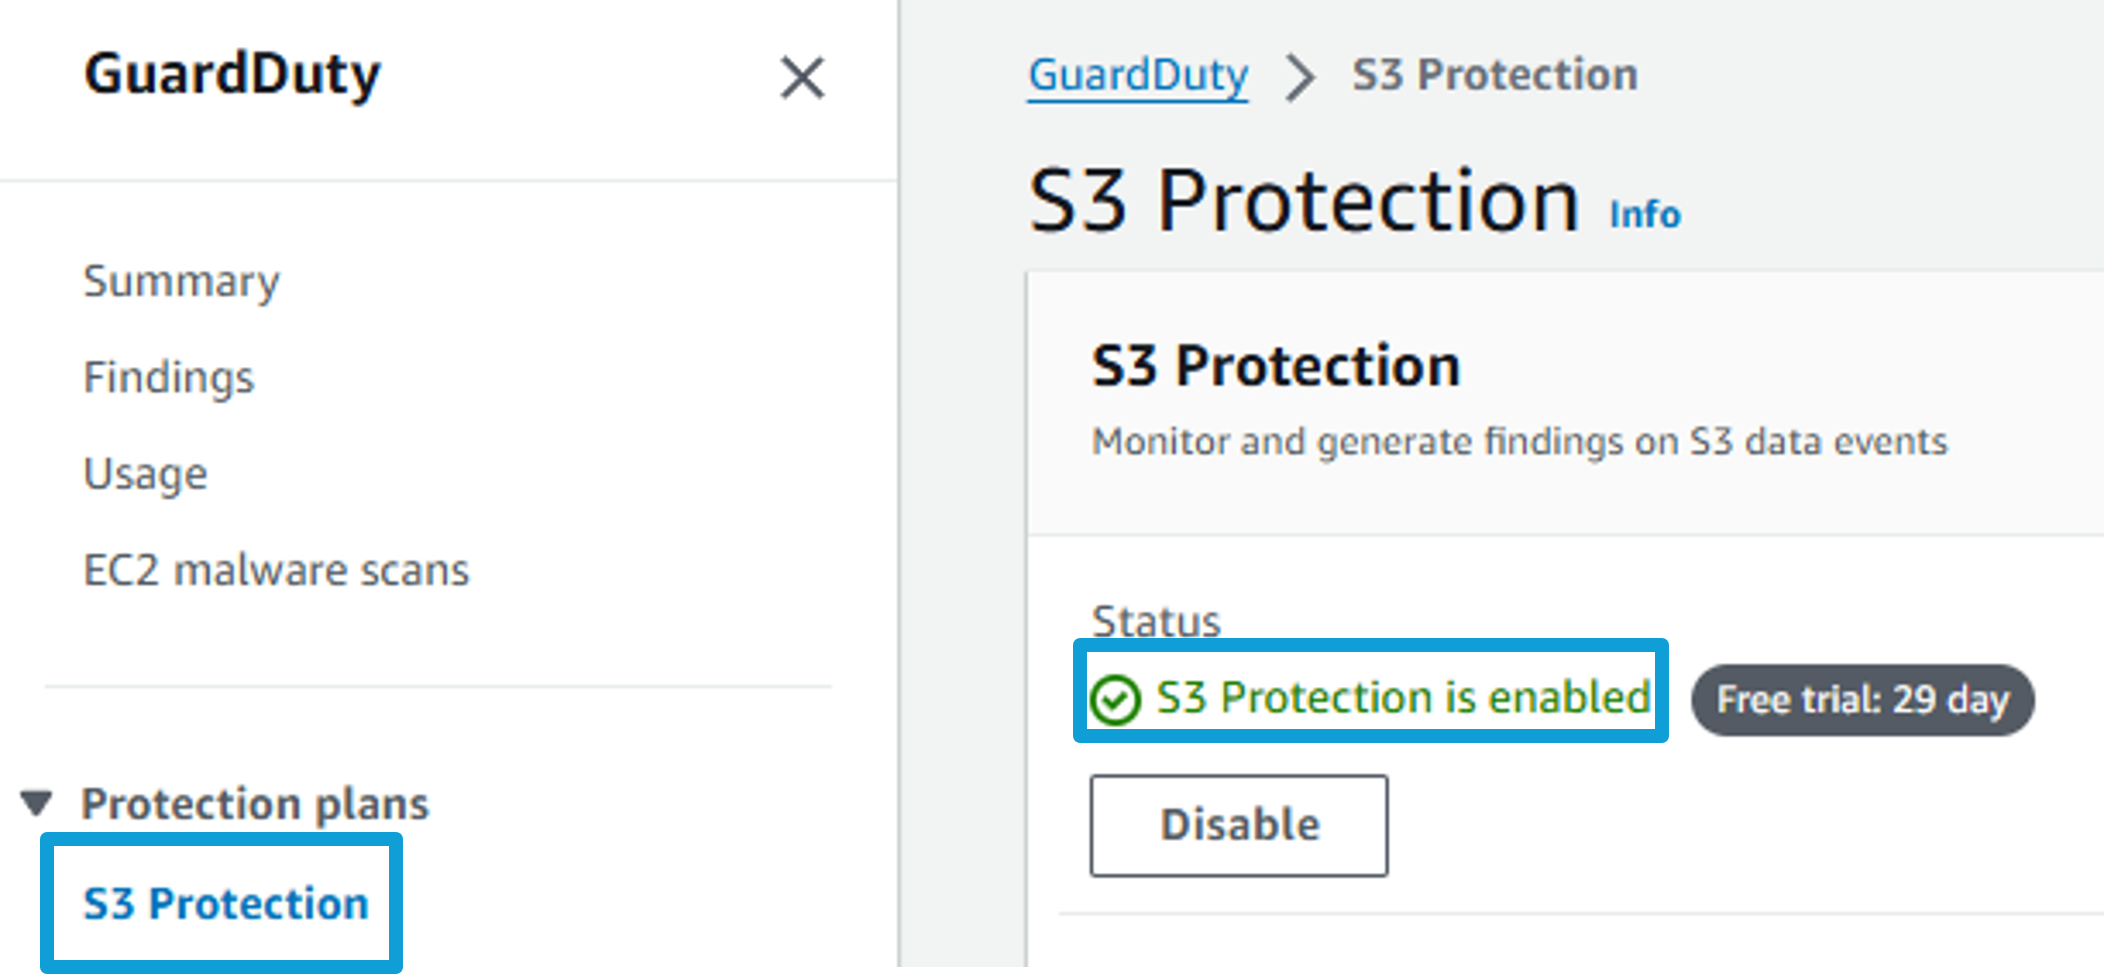 GuardDuty
Summary
Findings
Usage
EC2 malware scans
Protection plans
S3 Protection
GuardDuty > S3 Protection
S3 Protection Info
S3 Protection
Monitor and generate findings on S3 data events
Status
S3 Protection is enabled Free trial: 29 day
Disable